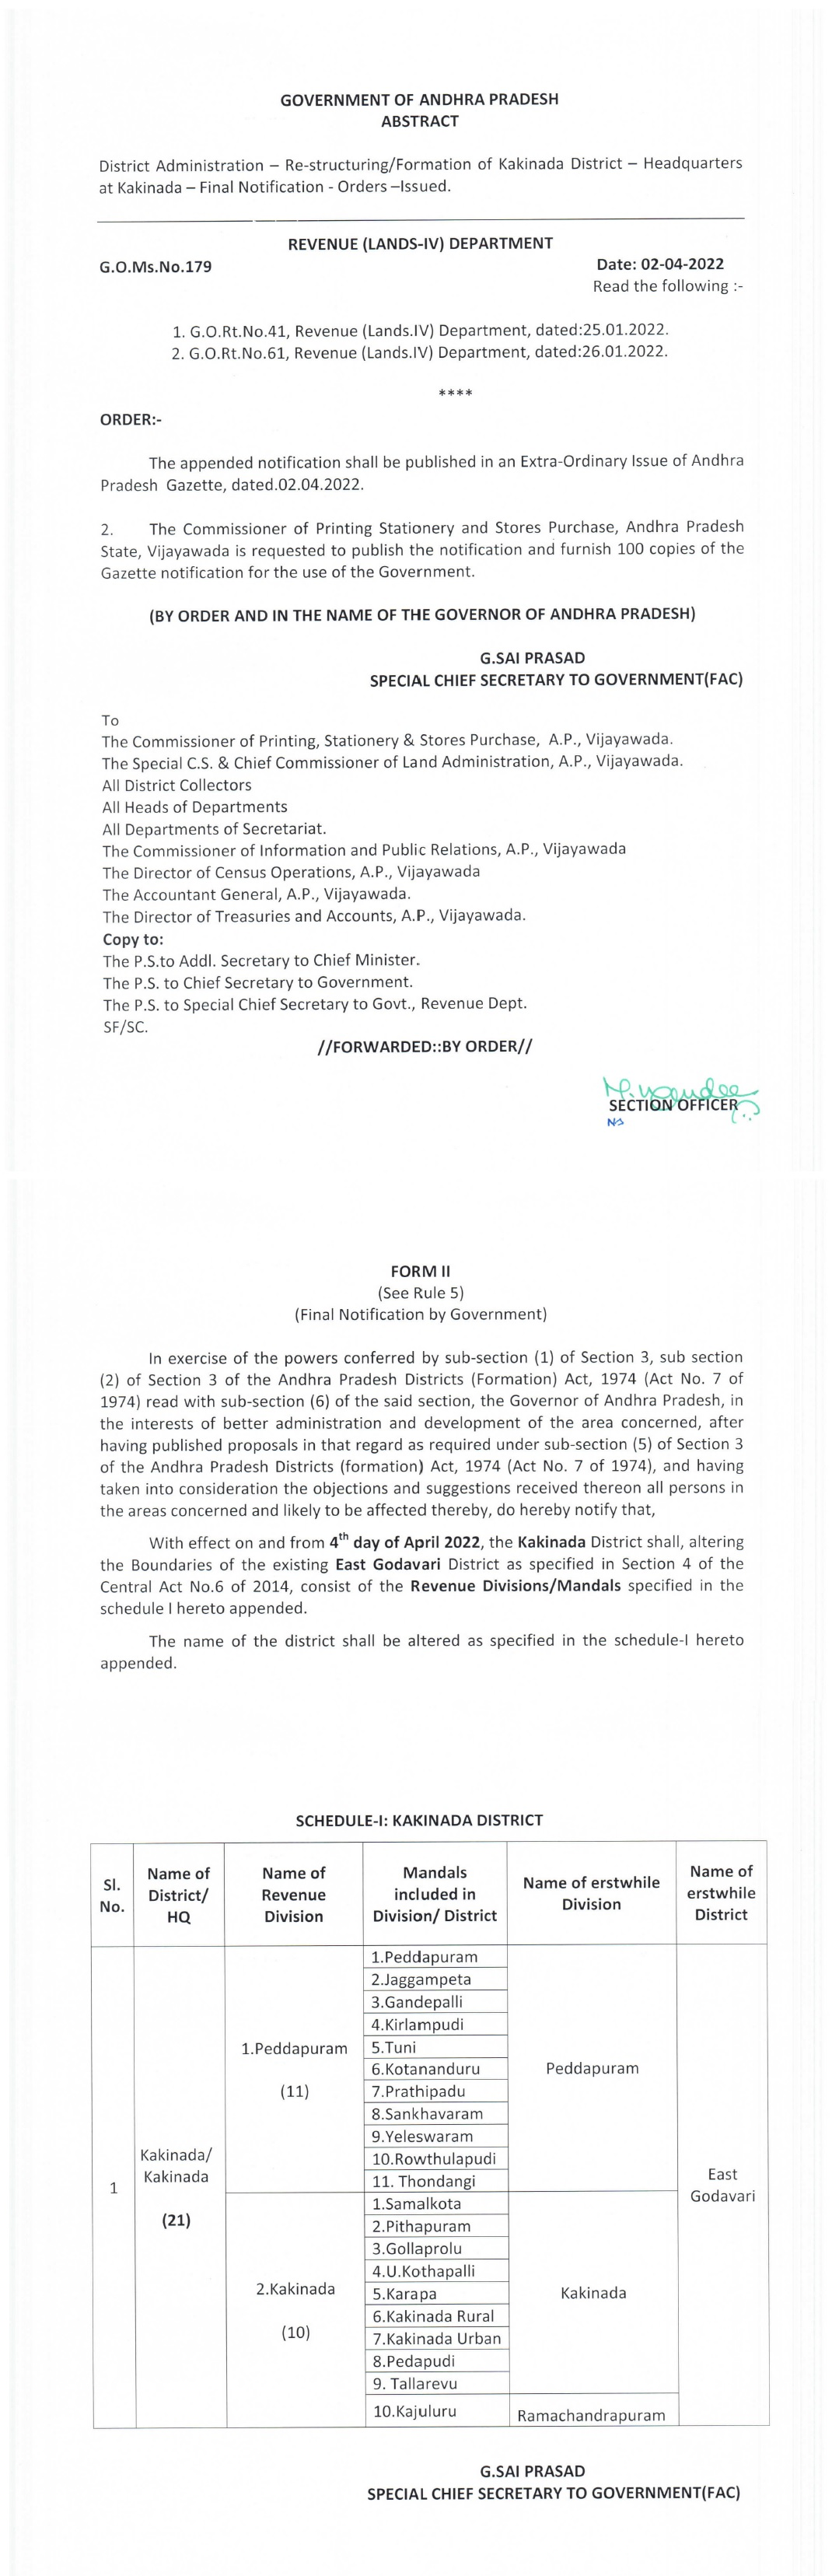 GOVERNMENT OF ANDHRA PRADESH
ABSTRACT
District Administration – Re-structuring/Formation of Kakinada District – Headquarters
at Kakinada – Final Notification - Orders –Issued.
REVENUE (LANDS-IV) DEPARTMENT
G.O.Ms.No.179 Date: 02-04-2022
Read the following :-
1. G.O.Rt.No.41, Revenue (Lands.IV) Department, dated:25.01.2022.
2. G.O.Rt.No.61, Revenue (Lands.IV) Department, dated:26.01.2022.
****
ORDER:-
The appended notification shall be published in an Extra-Ordinary Issue of Andhra
Pradesh Gazette, dated.02.04.2022.
2. The Commissioner of Printing Stationery and Stores Purchase, Andhra Pradesh
State, Vijayawada is requested to publish the notification and furnish 100 copies of the
Gazette notification for the use of the Government.
(BY ORDER AND IN THE NAME OF THE GOVERNOR OF ANDHRA PRADESH)
G.SAI PRASAD
SPECIAL CHIEF SECRETARY TO GOVERNMENT(FAC)
To
The Commissioner of Printing, Stationery & Stores Purchase, A.P., Vijayawada.
The Special C.S. & Chief Commissioner of Land Administration, A.P., Vijayawada.
All District Collectors
All Heads of Departments
All Departments of Secretariat.
The Commissioner of Information and Public Relations, A.P., Vijayawada
The Director of Census Operations, A.P., Vijayawada
The Accountant General, A.P., Vijayawada.
The Director of Treasuries and Accounts, A.P., Vijayawada.
Copy to:
The P.S.to Addl. Secretary to Chief Minister.
The P.S. to Chief Secretary to Government.
The P.S. to Special Chief Secretary to Govt., Revenue Dept.
SF/SC.
//FORWARDED::BY ORDER//
SECTION OFFICER
FORM II
(See Rule 5)
(Final Notification by Government)
In exercise of the powers conferred by sub-section (1) of Section 3, sub section
(2) of Section 3 of the Andhra Pradesh Districts (Formation) Act, 1974 (Act No. 7 of
1974) read with sub-section (6) of the said section, the Governor of Andhra Pradesh, in
the interests of better administration and development of the area concerned, after
having published proposals in that regard as required under sub-section (5) of Section 3
of the Andhra Pradesh Districts (formation) Act, 1974 (Act No. 7 of 1974), and having
taken into consideration the objections and suggestions received thereon all persons in
the areas concerned and likely to be affected thereby, do hereby notify that,
With effect on and from 4th day of April 2022, the Kakinada District shall, altering
the Boundaries of the existing East Godavari District as specified in Section 4 of the
Central Act No.6 of 2014, consist of the Revenue Divisions/Mandals specified in the
schedule I hereto appended.
The name of the district shall be altered as specified in the schedule-I hereto
appended.
SCHEDULE-I: KAKINADA DISTRICT
Sl. No. Name of District/ HQ Name of Revenue Division Mandals included in Division/ District Name of erstwhile Division Name of erstwhile District
1
Kakinada/
Kakinada
(21)
1.Peddapuram
(11)
1.Peddapuram
2.Jaggampeta
3.Gandepalli
4.Kirlampudi
5.Tuni
6.Kotananduru
7.Prathipadu
8.Sankhavaram
9.Yeleswaram
10.Rowthulapudi
11. Thondangi
Peddapuram
East
Godavari
2.Kakinada
(10)
1.Samalkota
2.Pithapuram
3.Gollaprolu
4.U.Kothapalli
5.Karapa
6.Kakinada Rural
7.Kakinada Urban
8.Pedapudi
9. Tallarevu
Kakinada
10.Kajuluru Ramachandrapuram
G.SAI PRASAD
SPECIAL CHIEF SECRETARY TO GOVERNMENT(FAC)